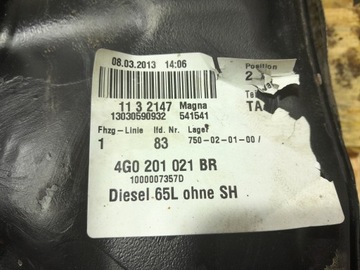 08.03.2013 14:06
Position
2
11 3 2147 Magna
13030590932 541541
TA
Fhzg-Linie lfd. Nr. Lager
1 83 750-02-01-00/
4G0 201 021 BR
1000007357D
Diesel 65L ohne SH